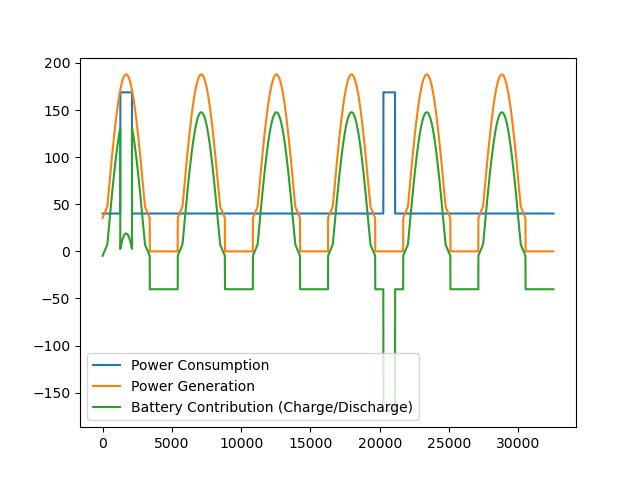 200
150
100
50
0
−50
−100
−150
Power Consumption
Power Generation
Battery Contribution (Charge/Discharge)
0 5000 10000 15000 20000 25000 30000